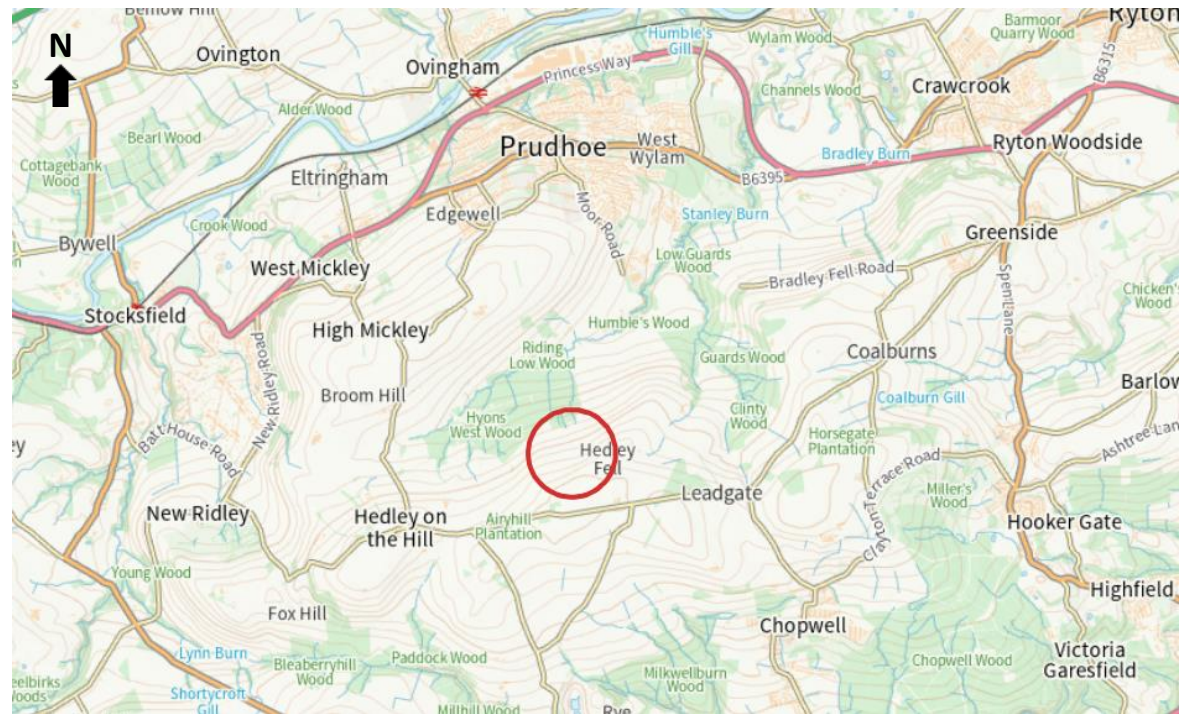 Ryton
N
Ovington
Humble's
Gill
Wylam Wood
Barmoor
Quarry Wood
Ovingham
Princess Way
B6315
Crawcrook
Alder Wood
Channels Wood
Bearl Wood
Prudhoe
West
Wylam
Ryton Woodside
Cottagebank
Wood
Bradley Burn
Eltringham
B6395
Edgewell
Moor Road
Stanley Burn
Crook Wood
Bywell
Greenside
Low Guards
Wood
West Mickley
Bradley Fell Road
Spen Lane
Chicken's
Wood
Stocksfield
High Mickley
Humble's Wood
New Ridley Road
Riding
Low Wood
Guards Wood
Coalburns
Broom Hill
Coalburn Gill
Barlow
Hyons
West Wood
Clinty
Wood
Batt House Road
Hedley
Fell
Horsegate
Plantation
Ashtree Lan
Clayton Terrace Road
Miller's
Wood
Leadgate
New Ridley
Hedley on
the Hill
Airyhill
Plantation
Hooker Gate
Young Wood
Highfield
Fox Hill
Chopwell
Lynn Burn
Bleaberryhill
Wood
Paddock Wood
Chopwell Wood
Victoria
Garesfield
Milkwellburn
Wood
Shortycroft
Gill
Millhill Wood
Rye